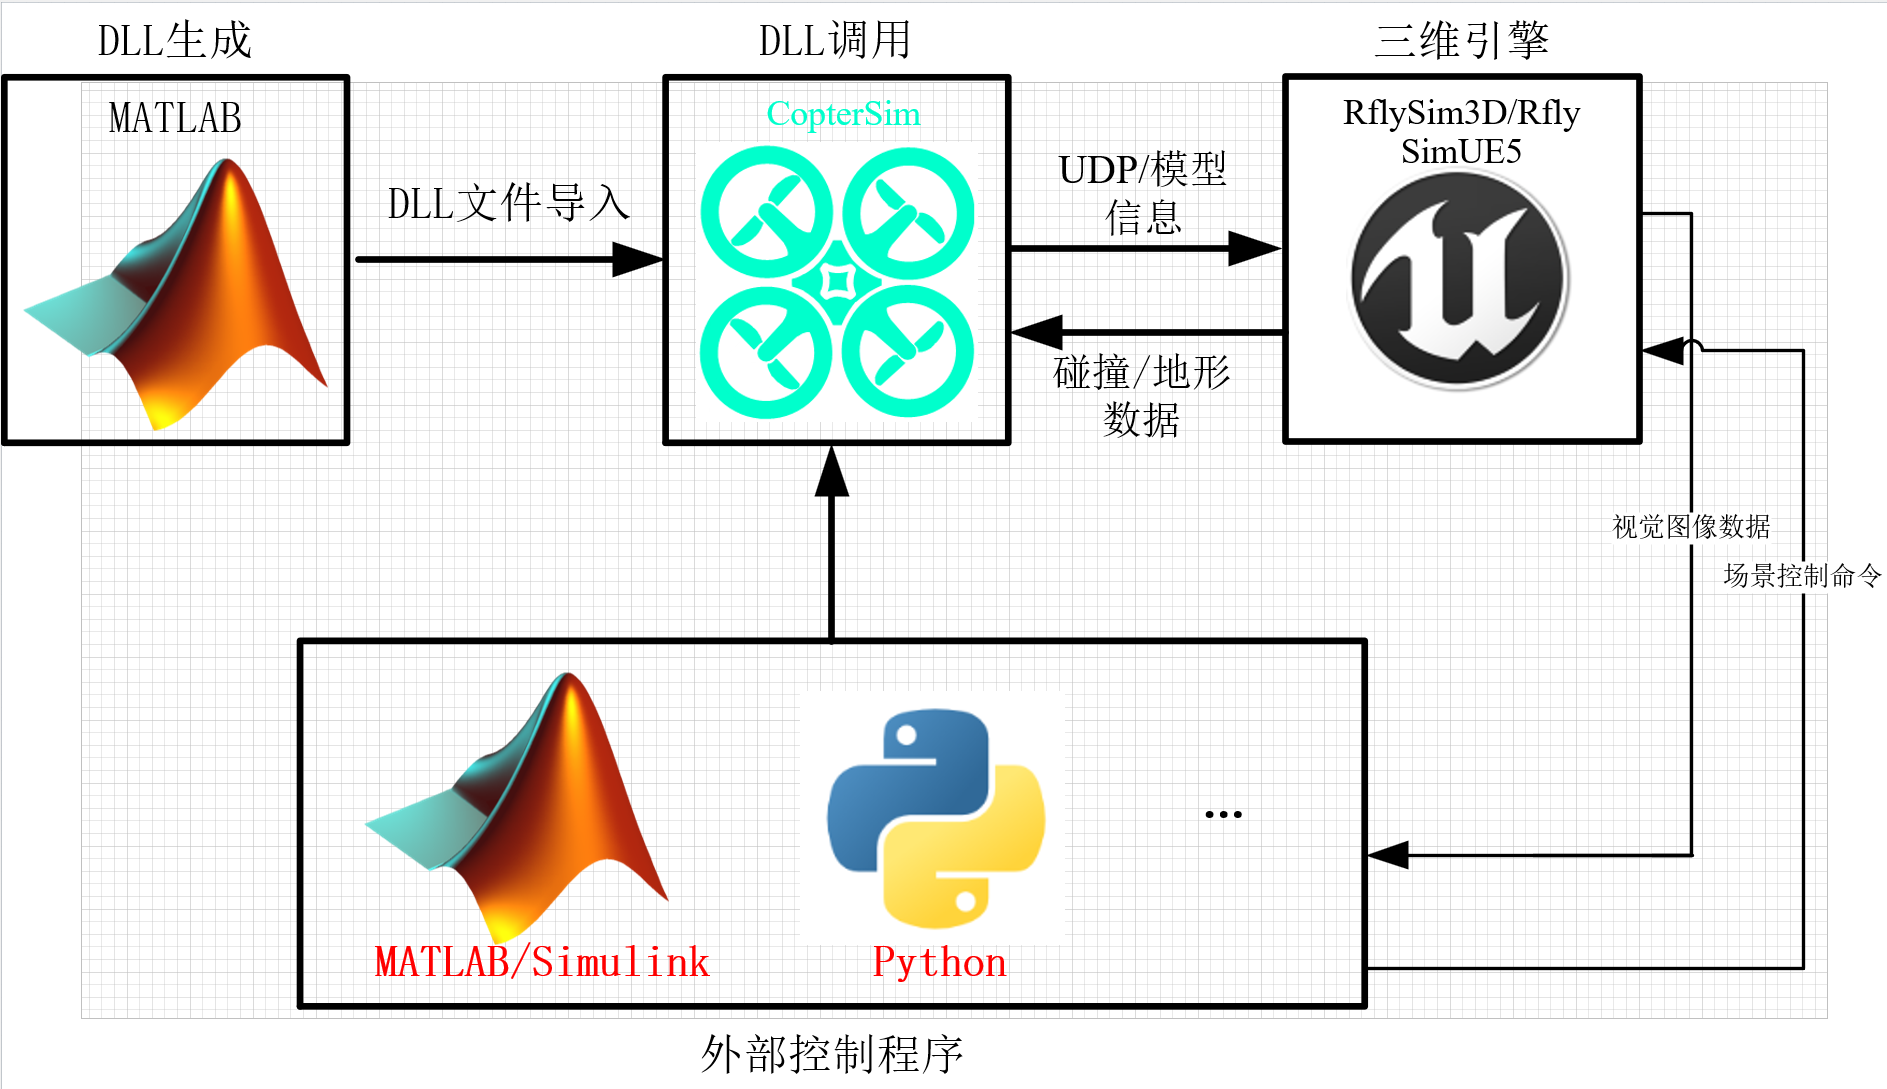 DLL生成
DLL调用
三维引擎
MATLAB
DLL文件导入
CopterSim
UDP/模型
信息
碰撞/地形
数据
RflySim3D/Rfly
SimUE5
视觉图像数据
场景控制命令
MATLAB/Simulink
Python
...
外部控制程序